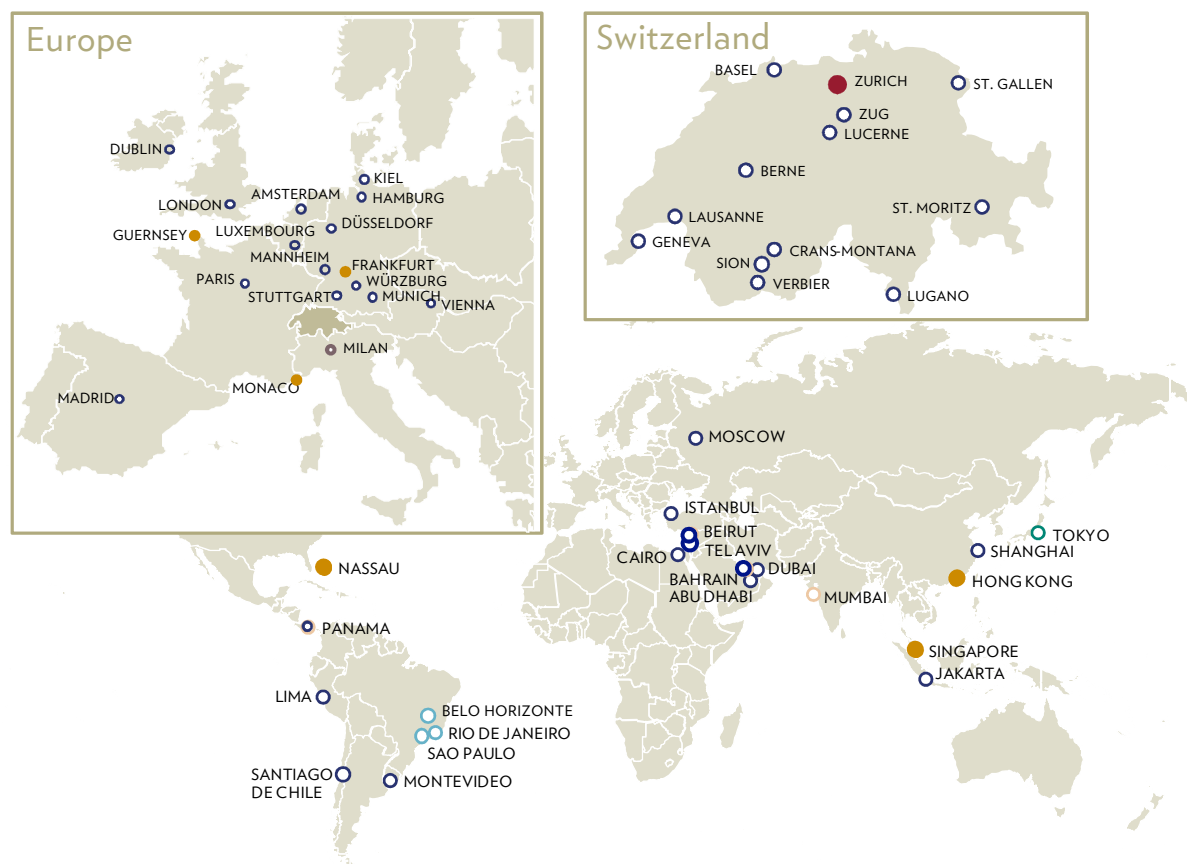 Europe
DUBLIN
KIEL
AMSTERDAM
HAMBURG
LONDON
DÜSSELDORF
GUERNSEY
LUXEMBOURG
MANNHEIM
FRANKFURT
PARIS
WÜRZBURG
STUTTGART
MUNICH
VIENNA
MILAN
MONACO
MADRID
Switzerland
BASEL
ZURICH
ST. GALLEN
ZUG
LUCERNE
BERNE
ST. MORITZ
LAUSANNE
GENEVA
CRANS-MONTANA
SION
VERBIER
LUGANO
MOSCOW
ISTANBUL
BEIRUT
TOKYO
CAIRO
TEL AVIV
SHANGHAI
NASSAU
DUBAI
BAHRAIN
HONG KONG
ABU DHABI
MUMBAI
PANAMA
SINGAPORE
JAKARTA
LIMA
BELO HORIZONTE
RIO DE JANEIRO
SAO PAULO
SANTIAGO
DE CHILE
MONTEVIDEO